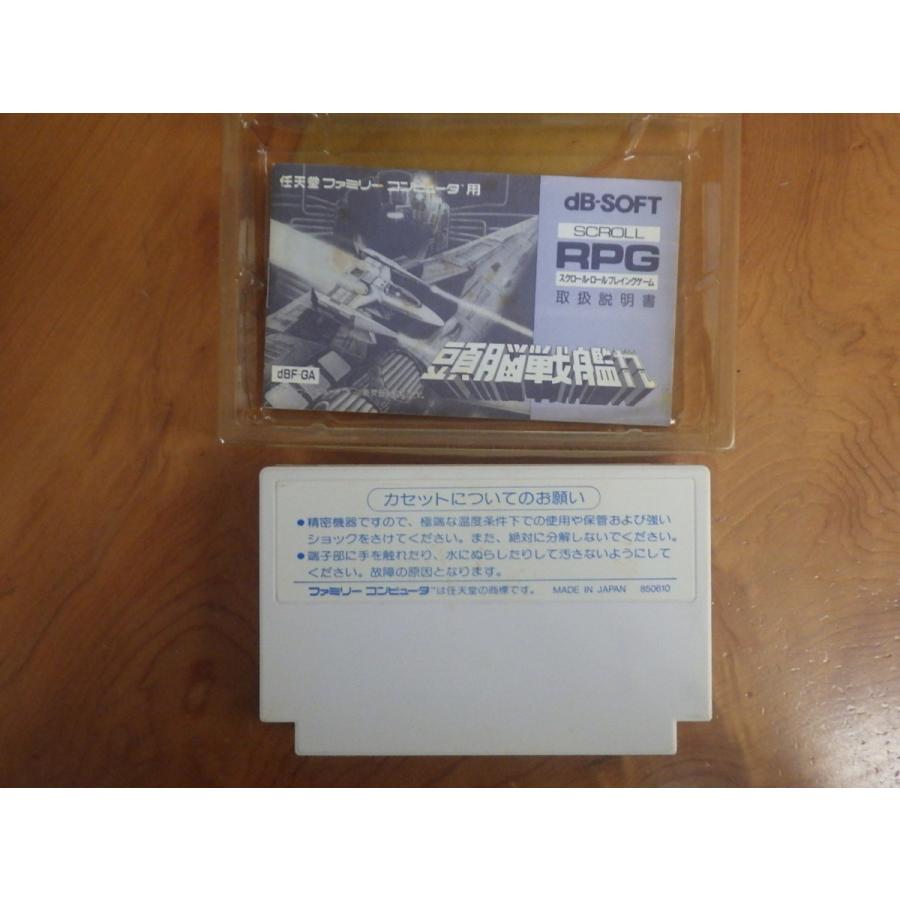 任天堂 ファミリー コンピュータ™用
dB-SOFT
SCROLL
RPG
スクロール・ロールプレイングゲーム
取扱説明書
頭脳戦艦ガル
dBF-GA
カセットについてのお願い
●精密機器ですので、極端な温度条件下での使用や保管および強い
ショックをさけてください。また、絶対に分解しないでください。
●端子部に手を触れたり、水にぬらしたりして汚さないようにして
ください。故障の原因となります。
ファミリー コンピュータ™は任天堂の商標です。 MADE IN JAPAN 850610